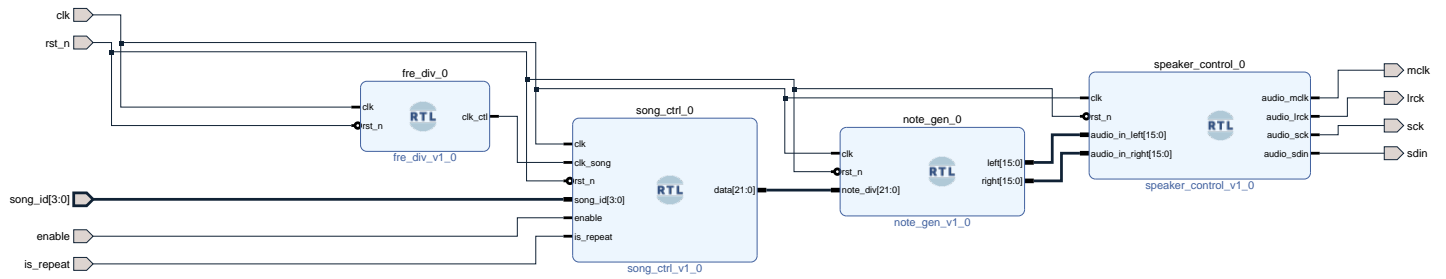 clk
rst_n
song_id[3:0]
enable
is_repeat
fre_div_0
clk
rst_n
RTL
clk_ctl
fre_div_v1_0
song_ctrl_0
clk
clk_song
rst_n
song_id[3:0]
enable
is_repeat
RTL
data[21:0]
song_ctrl_v1_0
note_gen_0
clk
rst_n
note_div[21:0]
RTL
left[15:0]
right[15:0]
note_gen_v1_0
speaker_control_0
clk
rst_n
audio_in_left[15:0]
audio_in_right[15:0]
RTL
audio_mclk
audio_lrck
audio_sck
audio_sdin
speaker_control_v1_0
mclk
lrck
sck
sdin